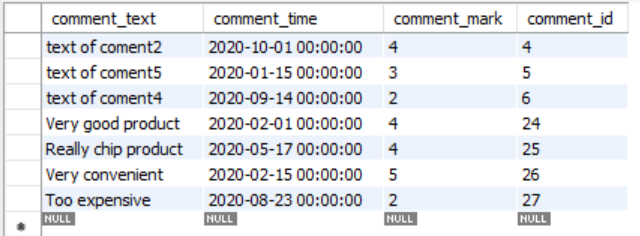 comment_text comment_time comment_mark comment_id
text of coment2 2020-10-01 00:00:00 4 4
text of coment5 2020-01-15 00:00:00 3 5
text of coment4 2020-09-14 00:00:00 2 6
Very good product 2020-02-01 00:00:00 4 24
Really chip product 2020-05-17 00:00:00 4 25
Very convenient 2020-02-15 00:00:00 5 26
Too expensive 2020-08-23 00:00:00 2 27
NULL NULL NULL NULL